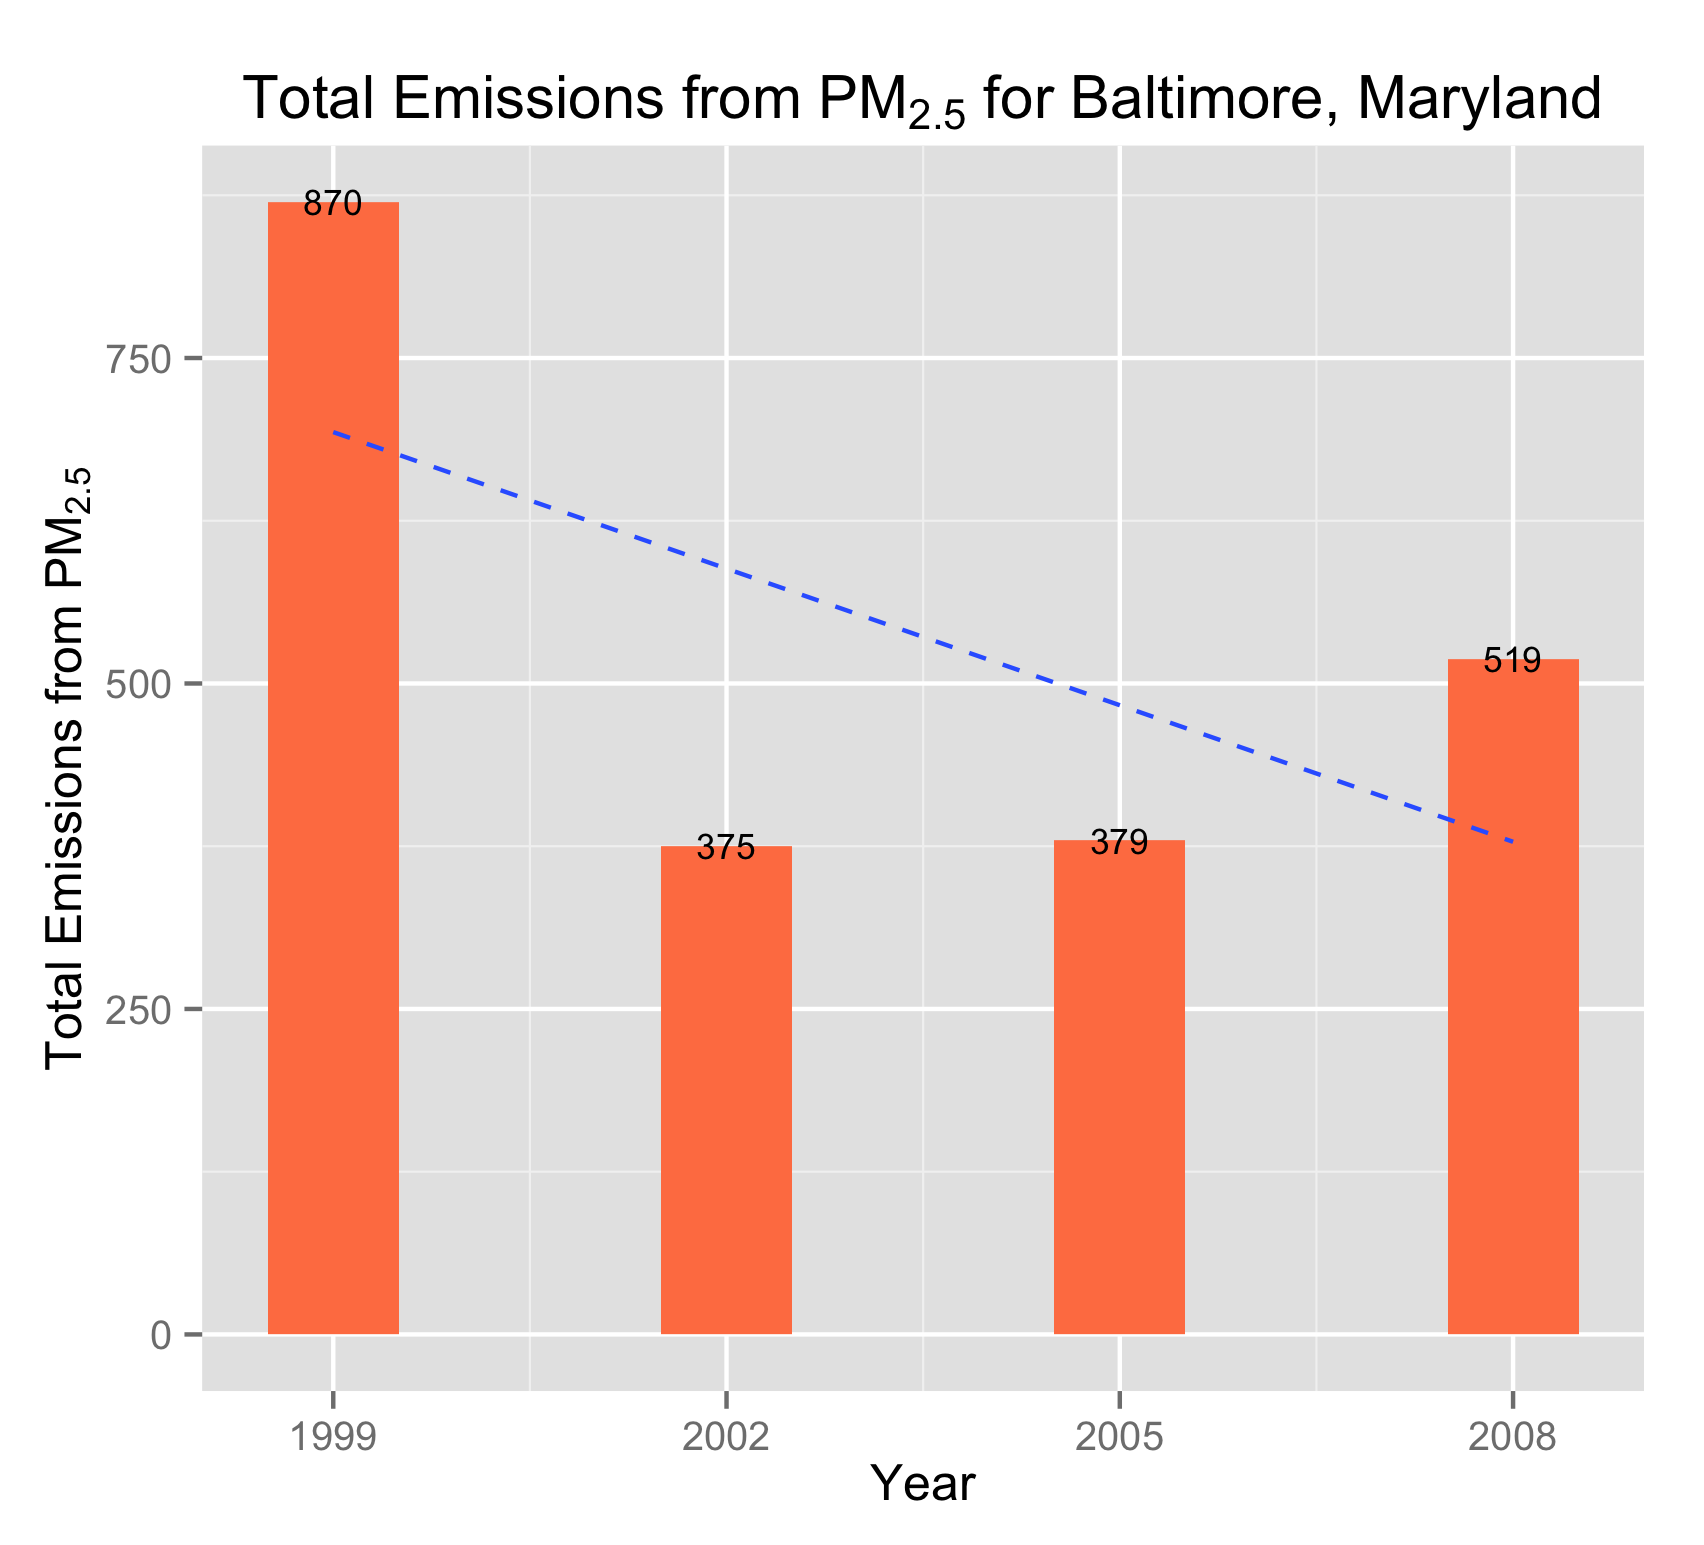 Total Emissions from PM2.5 for Baltimore, Maryland
870
750
500
250
0
375
379
519
Total Emissions from PM2.5
1999 2002 2005 2008
Year